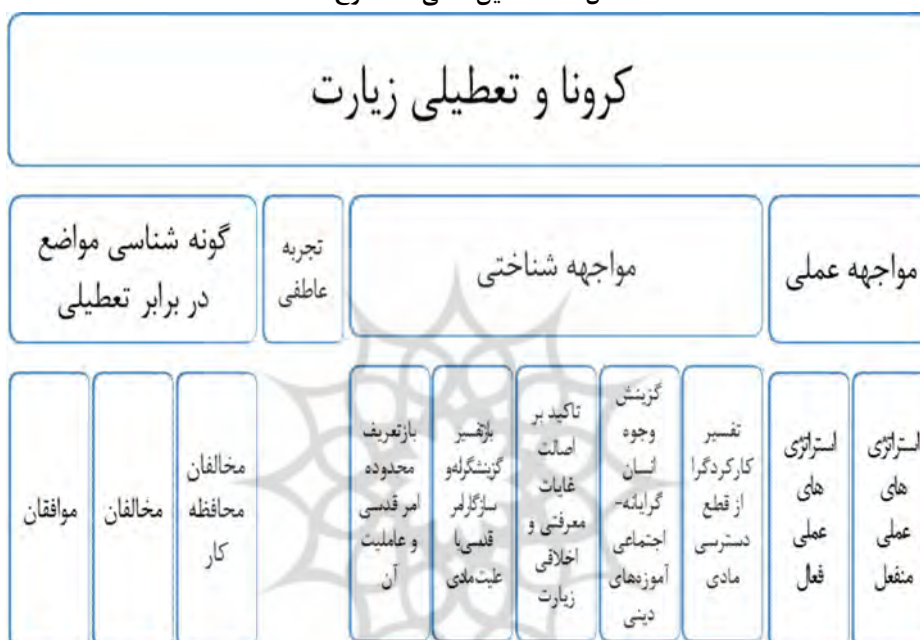 کرونا و تعطیلی زیارت
مواجهه عملی
مواجهه شناختی
تجربه
عاطفی
گونه شناسی مواضع
در برابر تعطیلی
استراتژی
های
عملی
منفعل
استراتژی
های
عملی
فعال
تفسیر
کارکردگرا
از قطع
دسترسی
مادی
گزینش
وجوه
انسان
گرایانه-
اجتماعی
آموزه‌های
دینی
تاکید بر
اصالت
غایات
معرفتی و
اخلاقی
زیارت
بازتفسیر
گزینشگرانه و
سازگار امر
قدسی با
علیت مادی
بازتعریف
محدوده
امر قدسی
و عاملیت
آن
مخالفان
محافظه
کار
مخالفان
موافقان